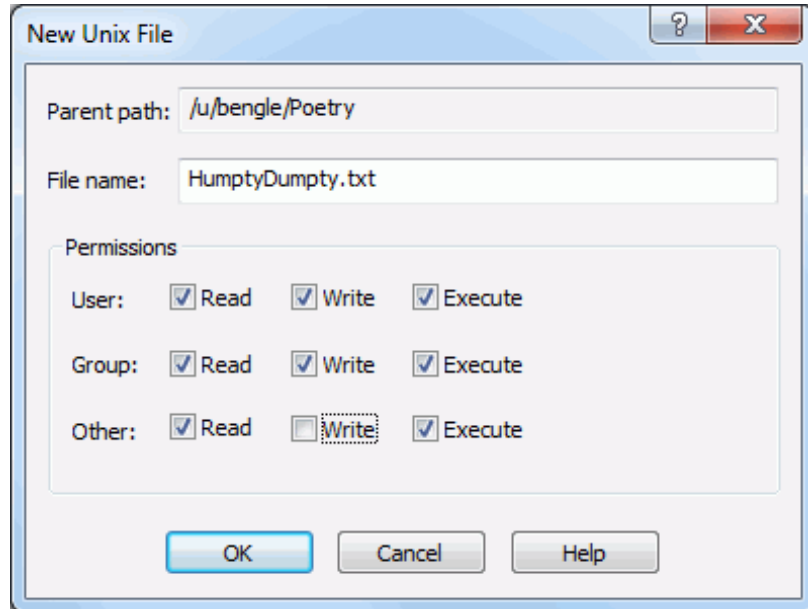 New Unix File
?
X
Parent path: /u/bengle/Poetry
File name: HumptyDumpty.txt
Permissions
User: Read Write Execute
Group: Read Write Execute
Other: Read Write Execute
OK Cancel Help